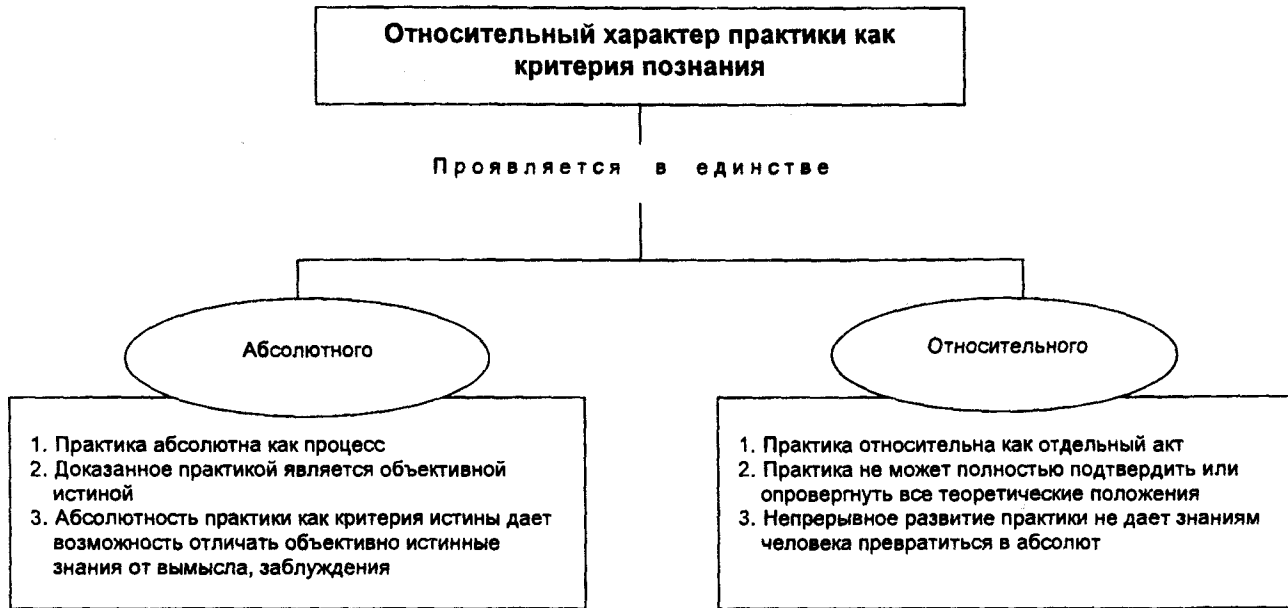 Относительный характер практики как
критерия познания
Проявляется в единстве
Абсолютного
1. Практика абсолютна как процесс
2. Доказанное практикой является объективной
истиной
3. Абсолютность практики как критерия истины дает
возможность отличать объективно истинные
знания от вымысла, заблуждения
Относительного
1. Практика относительна как отдельный акт
2. Практика не может полностью подтвердить или
опровергнуть все теоретические положения
3. Непрерывное развитие практики не дает знаниям
человека превратиться в абсолют